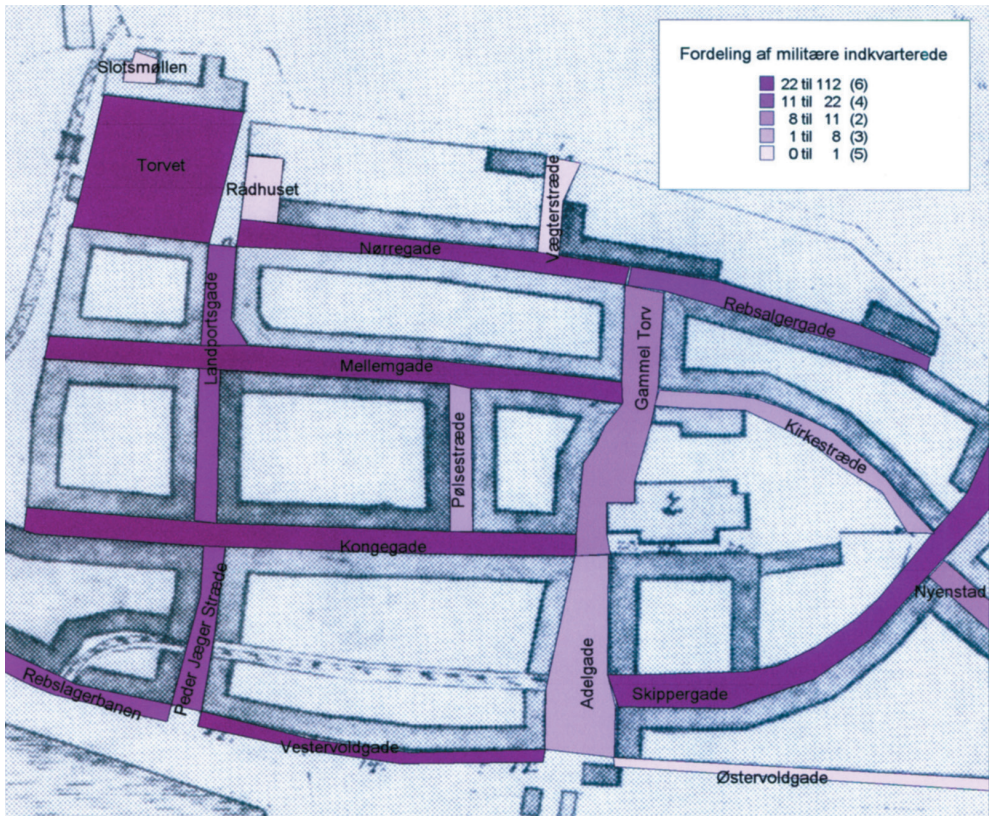 Fordeling af militære indkvarterede
22 til 112 (6)
11 til 22 (4)
8 til 11 (2)
1 til 8 (3)
0 til 1 (5)
Slotsmøllen
Torvet
Rådhuset
Vægterstræde
Nørregade
Landportsgade
Rebsalgergade
Gammel Torv
Mellemgade
Pølsestræde
Kirkestræde
Kongegade
Nyenstad
Peder Jæger Stræde
Adelgade
Skippergade
Rebslagerbanen
Vestervoldgade
Østervoldgade